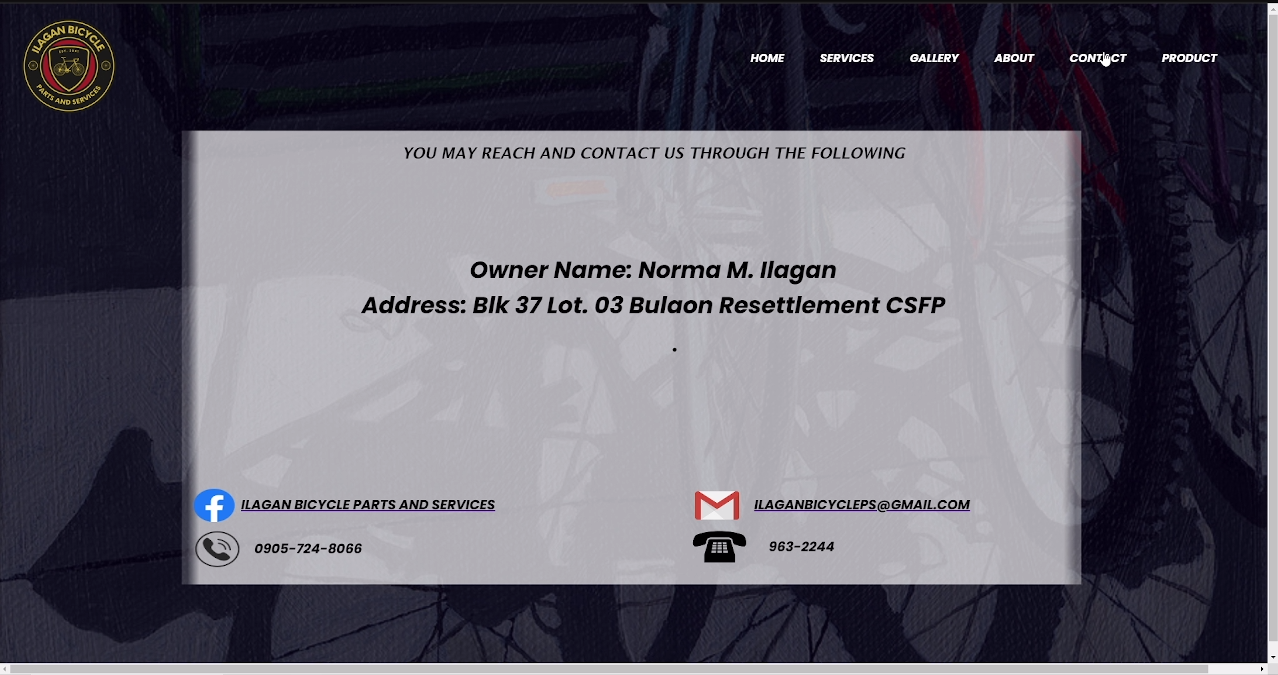 ILAGAN BICYCLE
PARTS AND SERVICES
HOME
SERVICES
GALLERY
ABOUT
CONTACT
PRODUCT
YOU MAY REACH AND CONTACT US THROUGH THE FOLLOWING
Owner Name: Norma M. Ilagan
Address: Blk 37 Lot. 03 Bulaon Resettlement CSFP
.
ILAGAN BICYCLE PARTS AND SERVICES
ILAGANBICYCLEPS@GMAIL.COM
0905-724-8066
963-2244